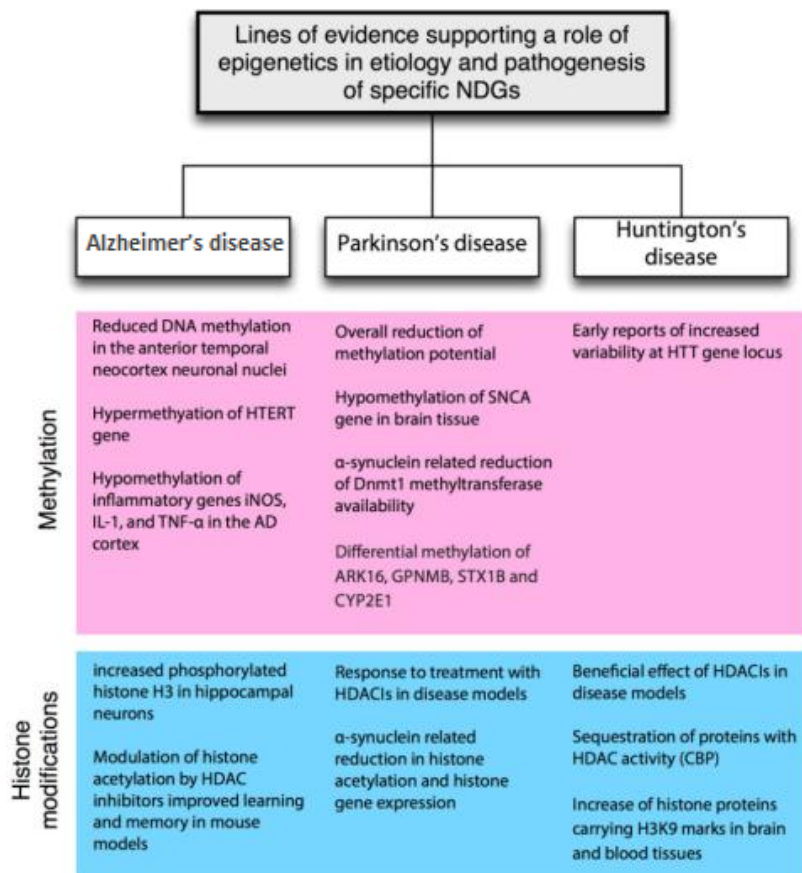 Lines of evidence supporting a role of
epigenetics in etiology and pathogenesis
of specific NDGs
Alzheimer's disease
Parkinson's disease
Huntington's
disease
Methylation
Reduced DNA methylation
in the anterior temporal
neocortex neuronal nuclei
Hypermethyation of HTERT
gene
Hypomethylation of
inflammatory genes iNOS,
IL-1, and TNF-α in the AD
cortex
Overall reduction of
methylation potential
Hypomethylation of SNCA
gene in brain tissue
α-synuclein related reduction
of Dnmt1 methyltransferase
availability
Differential methylation of
ARK16, GPNMB, STX1B and
CYP2E1
Early reports of increased
variability at HTT gene locus
Histone
modifications
increased phosphorylated
histone H3 in hippocampal
neurons
Modulation of histone
acetylation by HDAC
inhibitors improved learning
and memory in mouse
models
Response to treatment with
HDACIs in disease models
α-synuclein related
reduction in histone
acetylation and histone
gene expression
Beneficial effect of HDACIs in
disease models
Sequestration of proteins with
HDAC activity (CBP)
Increase of histone proteins
carrying H3K9 marks in brain
and blood tissues